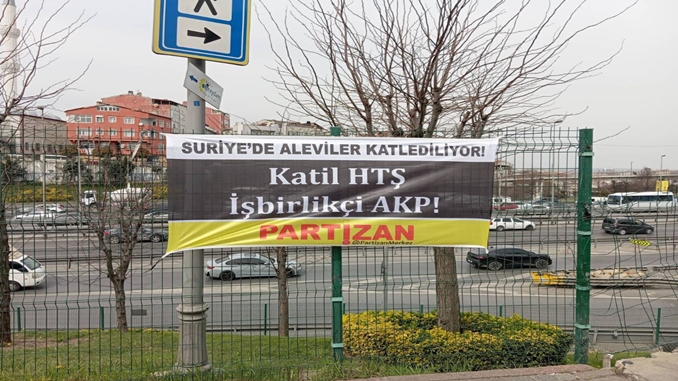 SURİYE'DE ALEVİLER KATLEDİLİYOR!
Katil HTŞ
İşbirlikçi AKP!
PARTİZAN
@PartizanMerkez